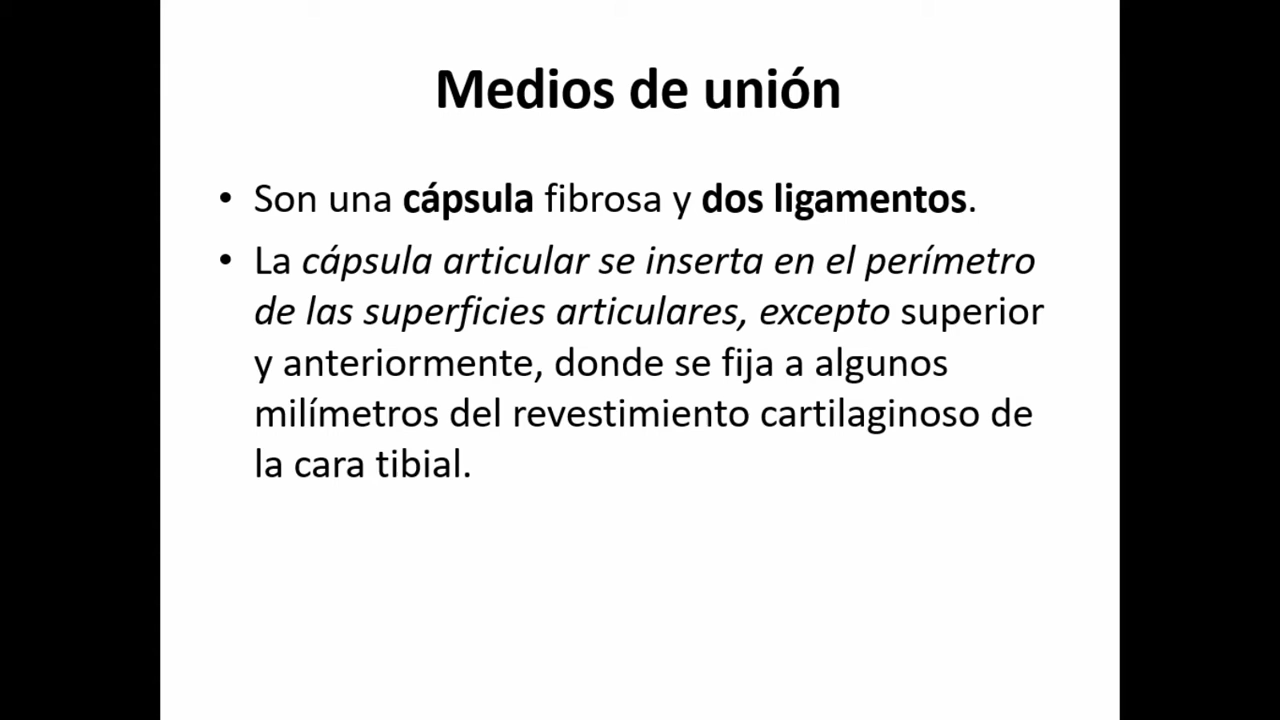 Medios de unión
• Son una cápsula fibrosa y dos ligamentos.
• La cápsula articular se inserta en el perímetro
de las superficies articulares, excepto superior
y anteriormente, donde se fija a algunos
milímetros del revestimiento cartilaginoso de
la cara tibial.